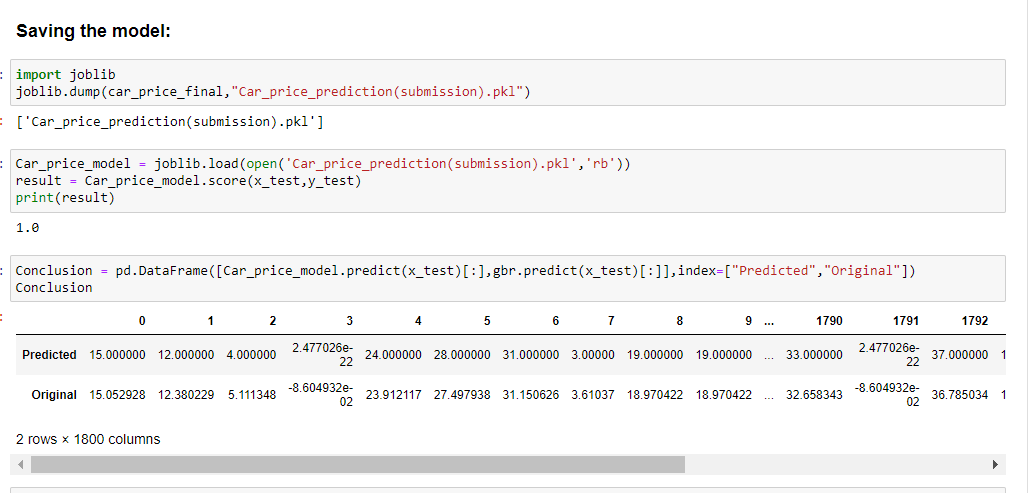 Saving the model:
import joblib
joblib.dump(car_price_final,"Car_price_prediction(submission).pkl")
['Car_price_prediction(submission).pkl']
Car_price_model = joblib.load(open('Car_price_prediction(submission).pkl','rb'))
result = Car_price_model.score(x_test,y_test)
print(result)
1.0
Conclusion = pd.DataFrame([Car_price_model.predict(x_test)[:],gbr.predict(x_test)[:]],index=["Predicted","Original"])
Conclusion
0 1 2 3 4 5 6 7 8 9 ... 1790 1791 1792
Predicted 15.000000 12.000000 4.000000 2.477026e-22 24.000000 28.000000 31.000000 3.00000 19.000000 19.000000 ... 33.000000 2.477026e-22 37.000000 1
Original 15.052928 12.380229 5.111348 -8.604932e-02 23.912117 27.497938 31.150626 3.61037 18.970422 18.970422 ... 32.658343 -8.604932e-02 36.785034 1
2 rows × 1800 columns